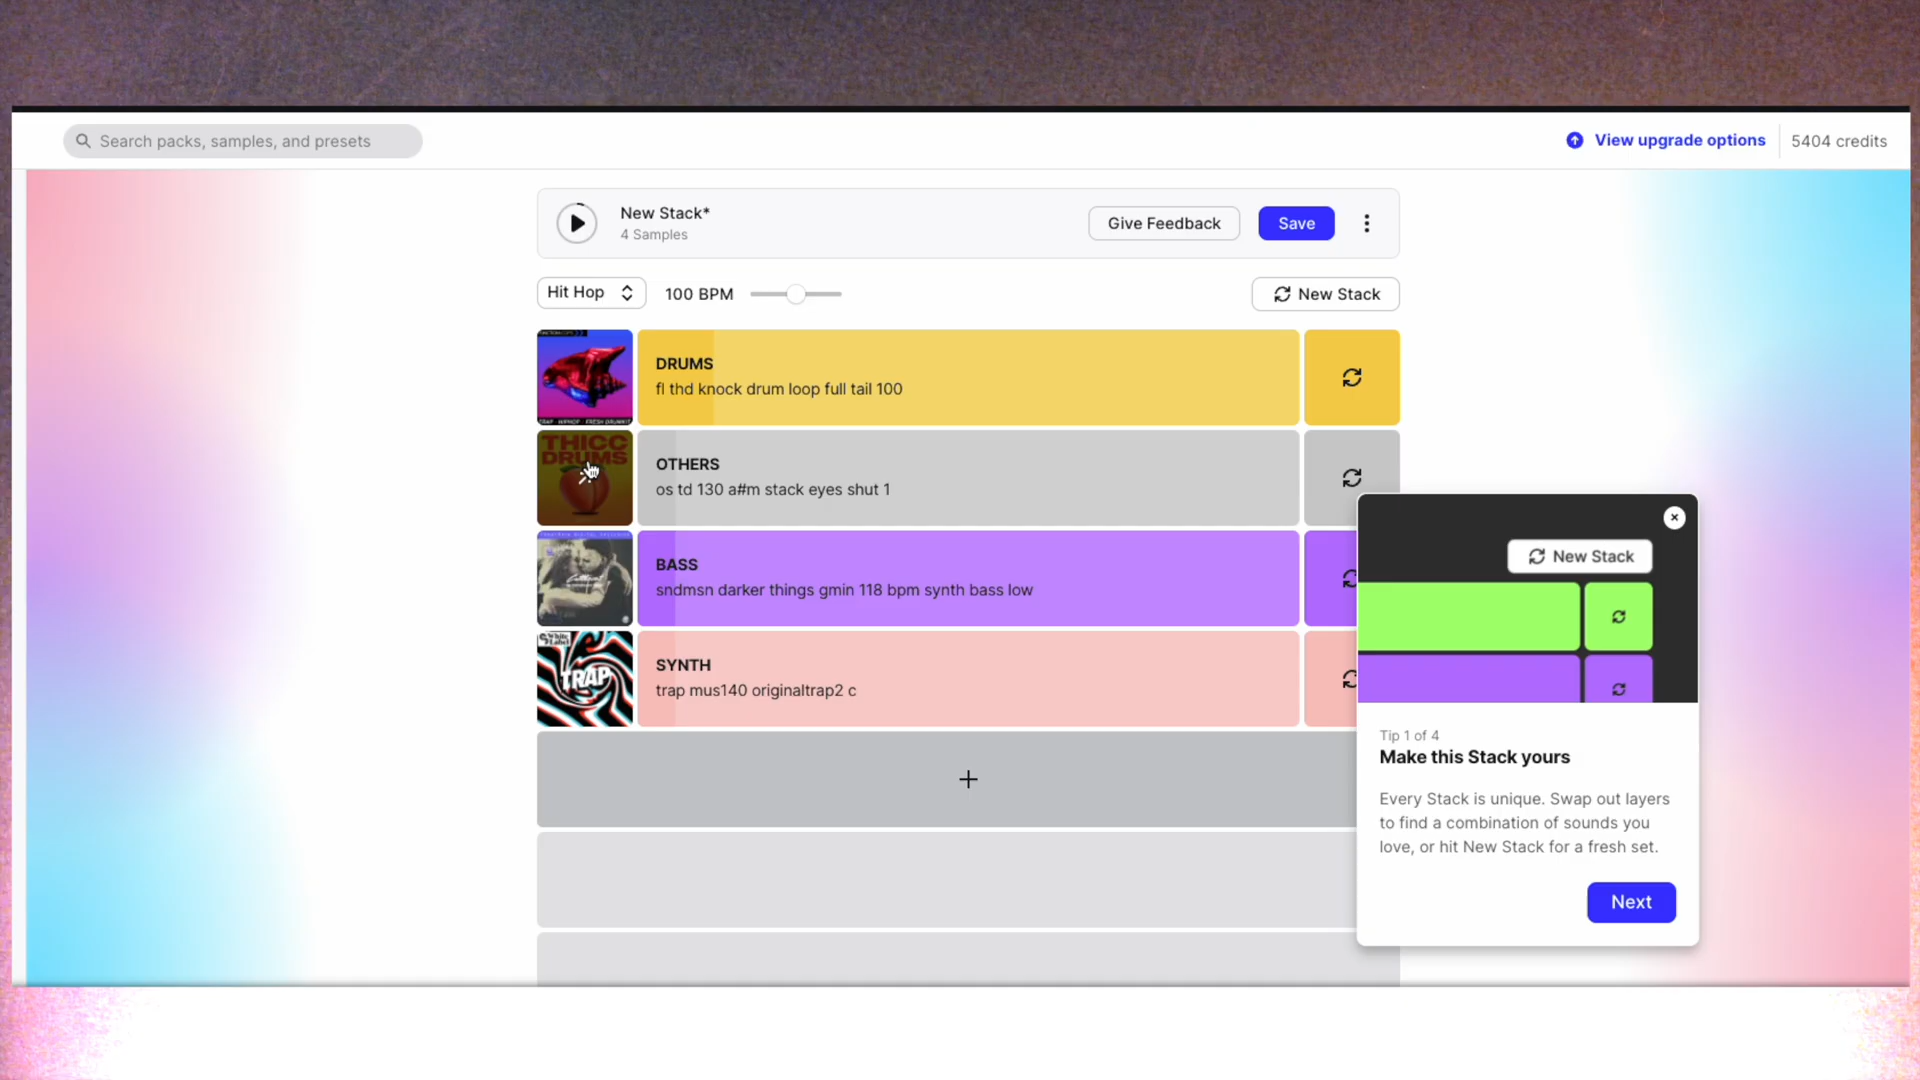 Search packs, samples, and presets
View upgrade options
5404 credits
New Stack*
4 Samples
Give Feedback
Save
Hit Hop
100 BPM
New Stack
DRUMS
fl thd knock drum loop full tail 100
THICC
DRUMS
OTHERS
os td 130 a#m stack eyes shut 1
BASS
sndmsn darker things gmin 118 bpm synth bass low
White
Label
TRAP
SYNTH
trap mus140 originaltrap2 c
+
New Stack
Tip 1 of 4
Make this Stack yours
Every Stack is unique. Swap out layers
to find a combination of sounds you
love, or hit New Stack for a fresh set.
Next